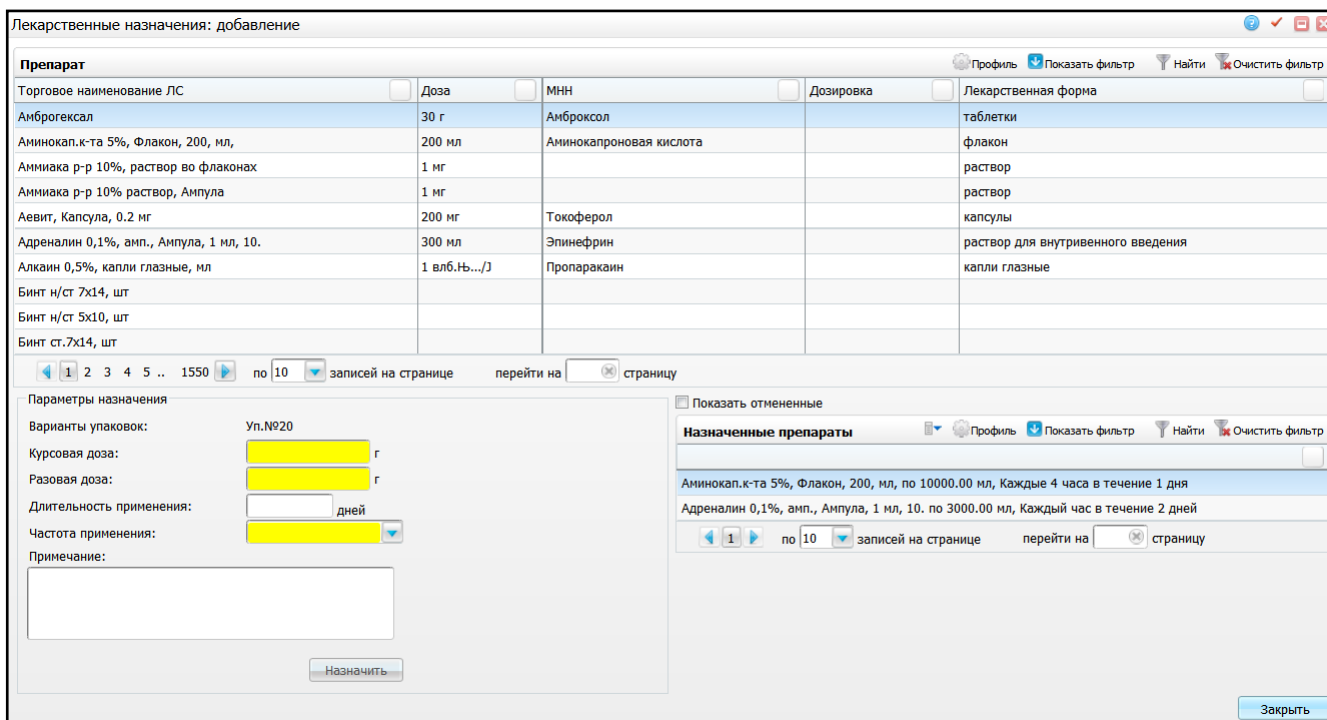 Лекарственные назначения: добавление
Препарат Профиль Показать фильтр Найти Очистить фильтр
Торговое наименование ЛС Доза МНН Дозировка Лекарственная форма
Амброгексал 30 г Амброксол таблетки
Аминокап.к-та 5%, Флакон, 200, мл, 200 мл Аминокапроновая кислота флакон
Аммиака р-р 10%, раствор во флаконах 1 мг раствор
Аммиака р-р 10% раствор, Ампула 1 мг раствор
Аевит, Капсула, 0.2 мг 200 мг Токоферол капсулы
Адреналин 0,1%, амп., Ампула, 1 мл, 10. 300 мл Эпинефрин раствор для внутривенного введения
Алкаин 0,5%, капли глазные, мл 1 влб.Њ.../Ј Пропаракаин капли глазные
Бинт н/ст 7х14, шт
Бинт н/ст 5х10, шт
Бинт ст.7х14, шт
1 2 3 4 5 .. 1550 по 10 записей на странице перейти на страницу
Параметры назначения
Варианты упаковок: Уп.№20
Курсовая доза: г
Разовая доза: г
Длительность применения: дней
Частота применения:
Примечание:
Назначить
Показать отмененные
Назначенные препараты Профиль Показать фильтр Найти Очистить фильтр
Аминокап.к-та 5%, Флакон, 200, мл, по 10000.00 мл, Каждые 4 часа в течение 1 дня
Адреналин 0,1%, амп., Ампула, 1 мл, 10. по 3000.00 мл, Каждый час в течение 2 дней
1 по 10 записей на странице перейти на страницу
Закрыть